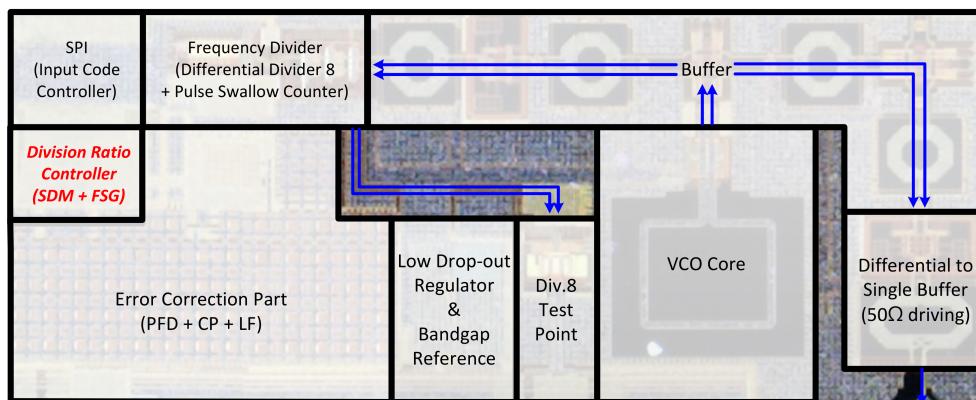 SPI
(Input Code
Controller)
Frequency Divider
(Differential Divider 8
+ Pulse Swallow Counter)
Buffer
Division Ratio
Controller
(SDM + FSG)
Error Correction Part
(PFD + CP + LF)
Low Drop-out
Regulator
&
Bandgap
Reference
Div.8
Test
Point
VCO Core
Differential to
Single Buffer
(50Ω driving)